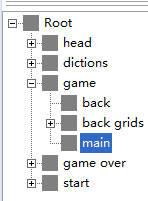 Root
head
dictions
game
back
back grids
main
game over
start